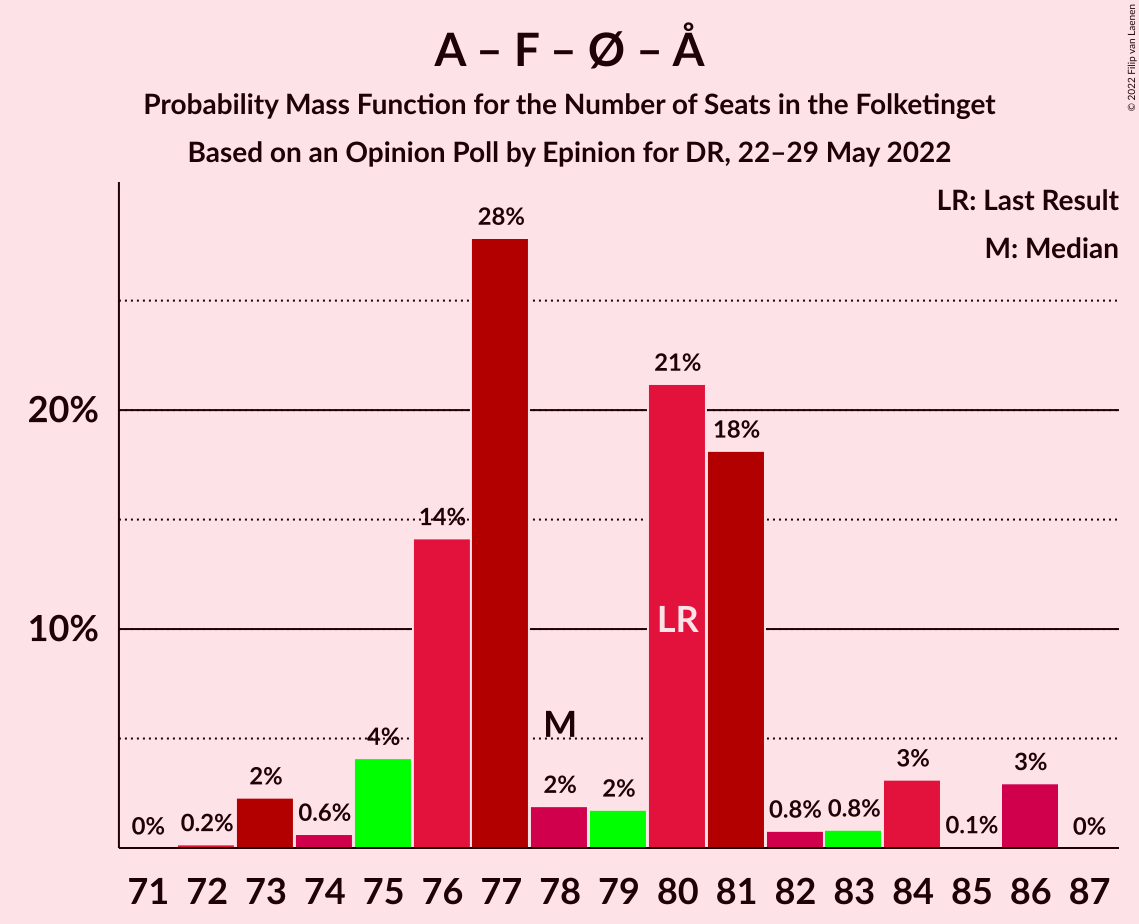 A – F – Ø – Å
Probability Mass Function for the Number of Seats in the Folketinget
Based on an Opinion Poll by Epinion for DR, 22–29 May 2022
© 2022 Filip van Laenen
LR: Last Result
M: Median
28%
21%
20%
18%
14%
LR
10%
M
4%
3%
3%
2%
2%
2%
0.8%
0.8%
0.6%
0.2%
0%
0.1%
0%
71 72 73 74 75 76 77 78 79 80 81 82 83 84 85 86 87